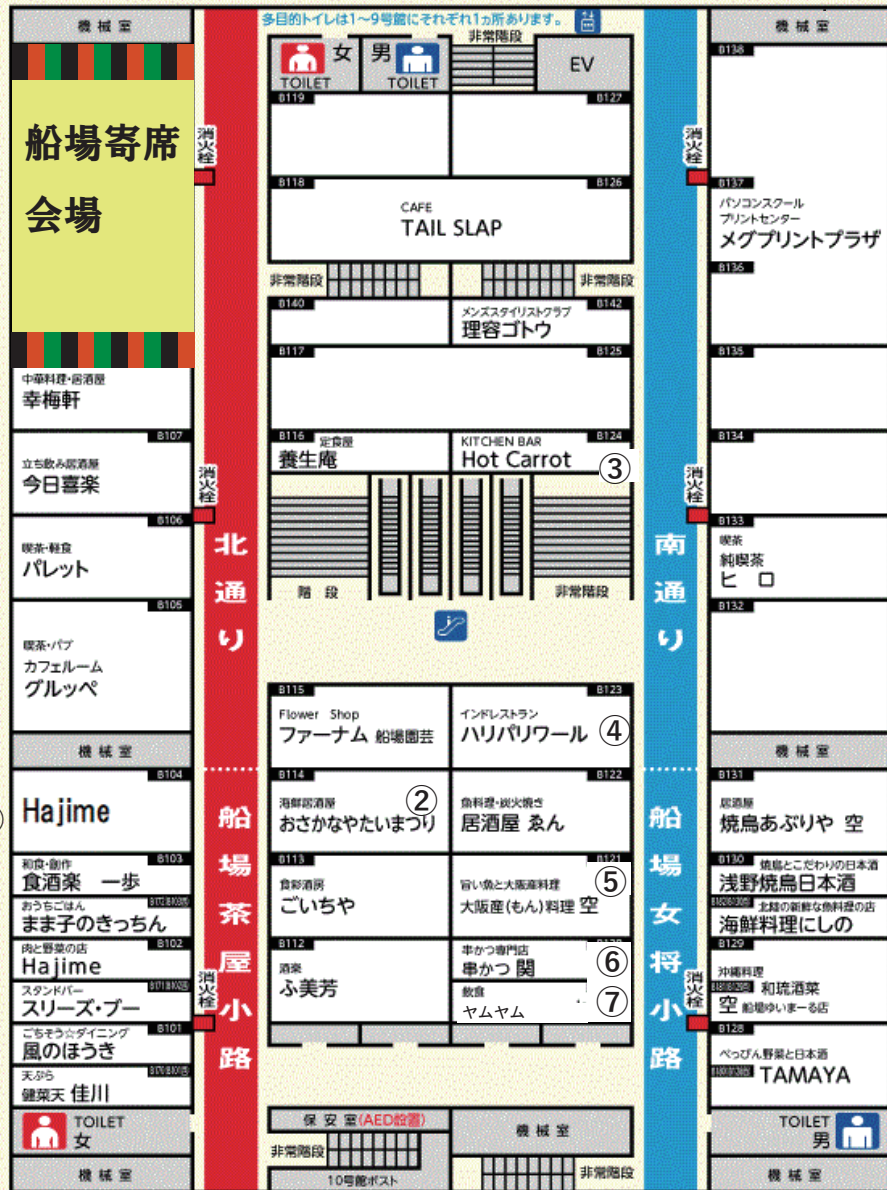 多目的トイレは1〜9号館にそれぞれ1ヵ所あります。
機械室
船場寄席
会場
中華料理・居酒屋
幸梅軒
B107
立ち飲み居酒屋
今日喜楽
B106
喫茶・軽食
パレット
B105
喫茶・パブ
カフェルーム
グルッペ
機械室
B104
Hajime
B103
和食・創作
食酒楽 一歩
おうちごはん
まま子のきっちん
B102
肉と野菜の店
Hajime
スタンドバー
スリーズ・ブー
B101
ごちそう☆ダイニング
風のほうき
天ぷら
健菜天 佳川
TOILET
女
機械室
消火栓
消火栓
消火栓
北通り
船場茶屋小路
女
TOILET
男
TOILET
非常階段
EV
B119
B127
B118
B126
CAFE
TAIL SLAP
非常階段
非常階段
B140
B142
メンズスタイリストクラブ
理容ゴトウ
B117
B125
B116
定食屋
養生庵
B124
KITCHEN BAR
Hot Carrot
③
階段
非常階段
B115
Flower Shop
ファーナム 船場園芸
B123
インドレストラン
ハリパリワール ④
B114
海鮮居酒屋
②
おさかなやたいまつり
B122
魚料理・炭火焼き
居酒屋 ゑん
B113
食彩酒房
ごいちや
B121
旨い魚と大阪産料理
⑤
大阪産(もん)料理 空
B112
酒楽
ふ美芳
串かつ専門店
串かつ 関 ⑥
飲食
ヤムヤム ⑦
保安室(AED設置)
非常階段
10号館ポスト
機械室
非常階段
消火栓
消火栓
消火栓
南通り
船場女将小路
機械室
B138
B137
パソコンスクール
プリントセンター
メグプリントプラザ
B136
B135
B134
B133
喫茶
純喫茶
ヒロ
B132
機械室
B131
居酒屋
焼鳥あぶりや 空
B130
焼鳥とこだわりの日本酒
浅野焼鳥日本酒
北陸の新鮮な魚料理の店
海鮮料理にしの
B129
沖縄料理
和琉酒菜
空 船場ゆいまーる店
B128
べっぴん野菜と日本酒
TAMAYA
TOILET
男
機械室